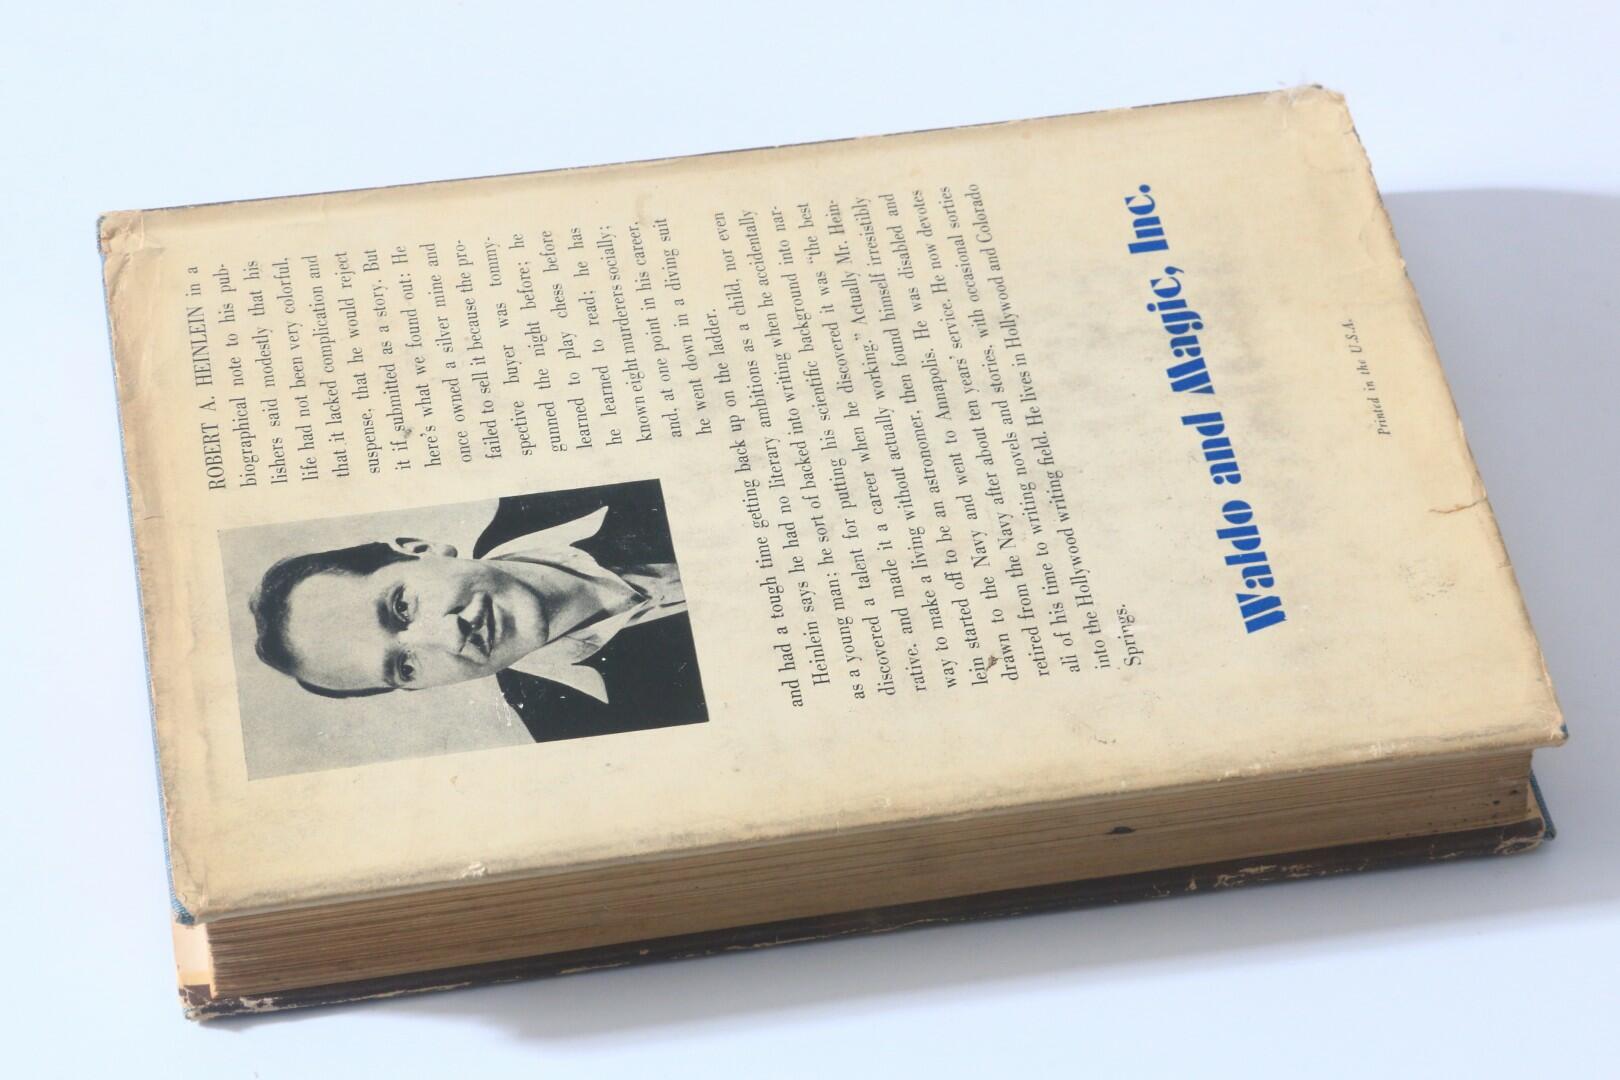 ROBERT A. HEINLEIN in a
biographical note to his pub-
lishers said modestly that his
life had not been very colorful,
that it lacked complication and
suspense, that he would reject
it if submitted as a story. But
here's what we found out: He
once owned a silver mine and
failed to sell it because the pro-
spective buyer was tommy-
gunned the night before; he
learned to play chess before
he learned to read; he has
known eight murderers socially;
and, at one point in his career,
he went down in a diving suit
and had a tough time getting back up on the ladder.
Heinlein says he had no literary ambitions as a child, nor even
as a young man; he sort of backed into writing when he accidentally
discovered a talent for putting his scientific background into nar-
rative, and made it a career when he discovered it was "the best
way to make a living without actually working." Actually Mr. Hein-
lein started off to be an astronomer, then found himself irresistibly
drawn to the Navy and went to Annapolis. He was disabled and
retired from the Navy after about ten years' service. He now devotes
all of his time to writing novels and stories, with occasional sorties
into the Hollywood writing field. He lives in Hollywood and Colorado
Springs.
Waldo and Magic, Inc.
Printed in the U.S.A.